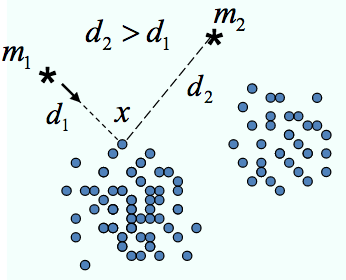 m₂
d₂ > d₁
m₁
d₁
x
d₂